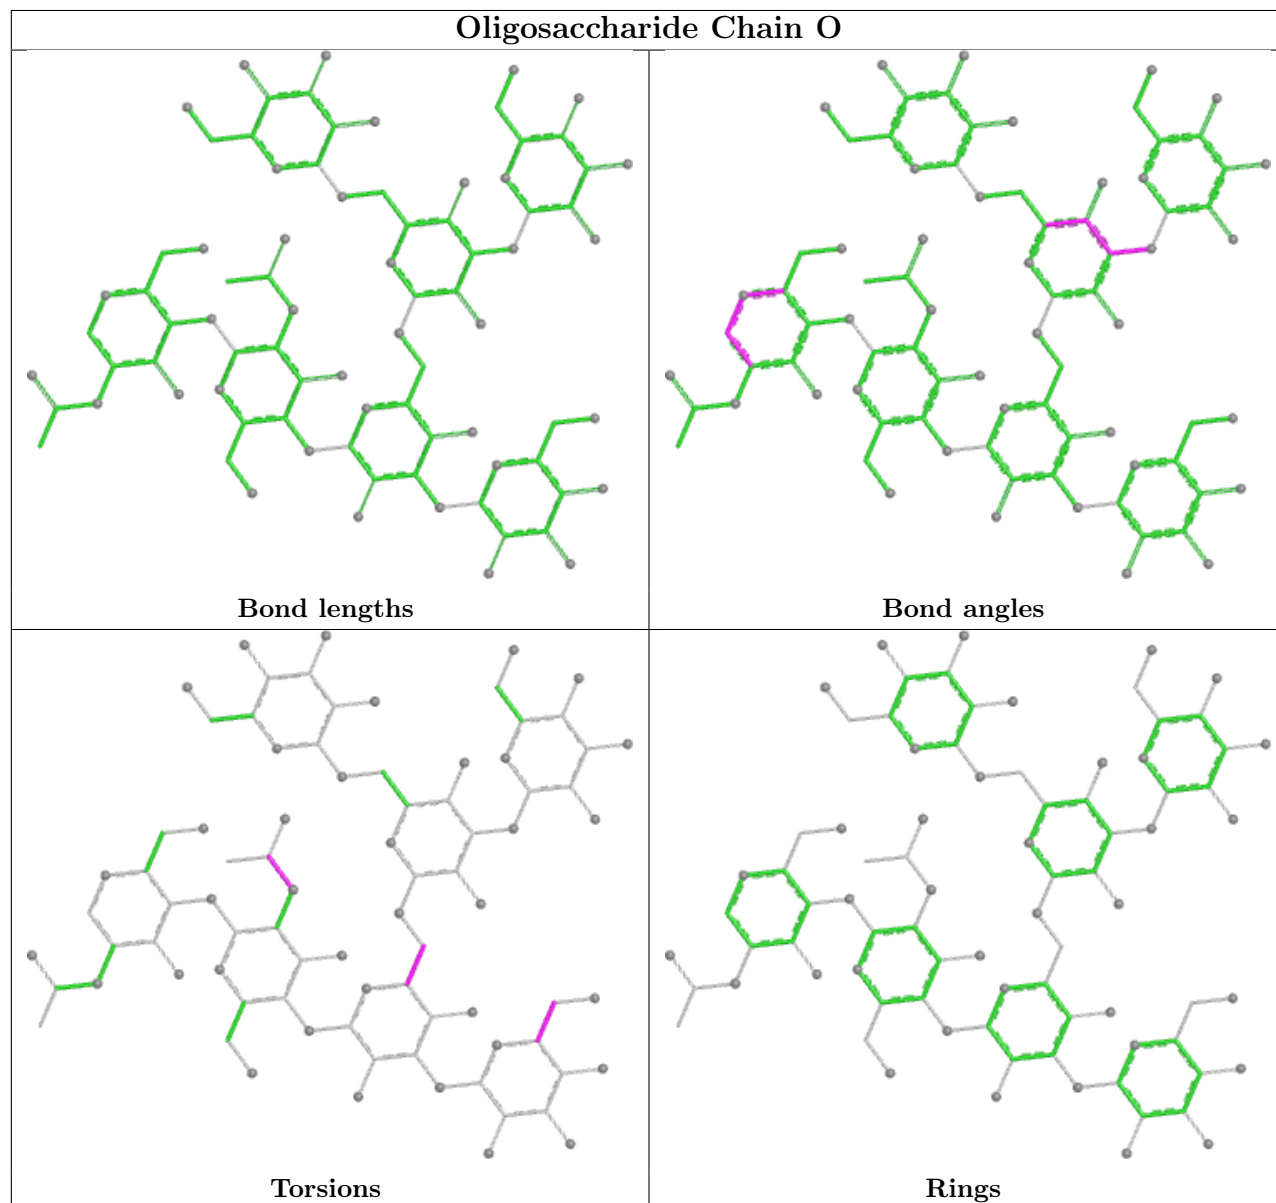 Oligosaccharide Chain O
Bond lengths
Bond angles
Torsions
Rings